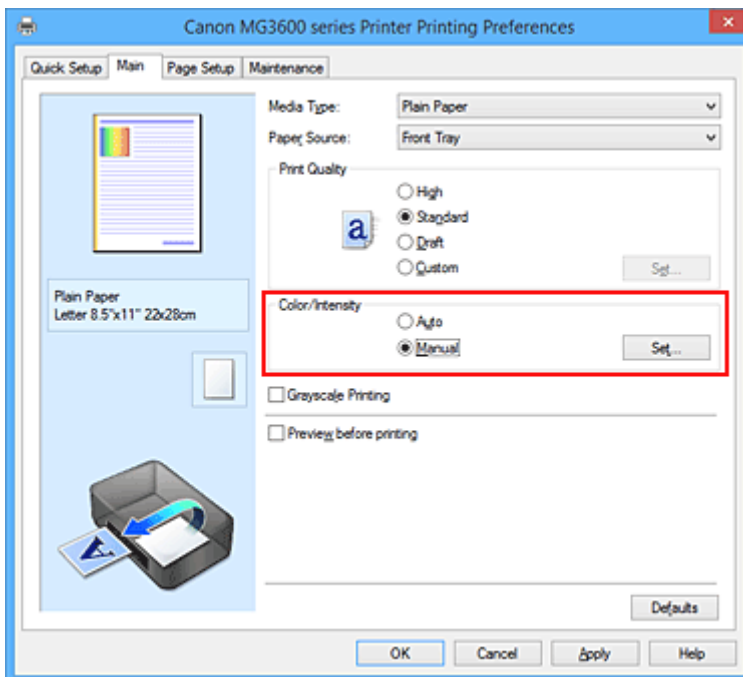 Canon MG3600 series Printer Printing Preferences
Quick Setup Main Page Setup Maintenance
Media Type: Plain Paper
Paper Source: Front Tray
Print Quality
High
Standard
Draft
Custom Set...
a
Plain Paper
Letter 8.5"x11" 22x28cm
Color/Intensity
Auto
Manual Set...
Grayscale Printing
Preview before printing
A
Defaults
OK Cancel Apply Help